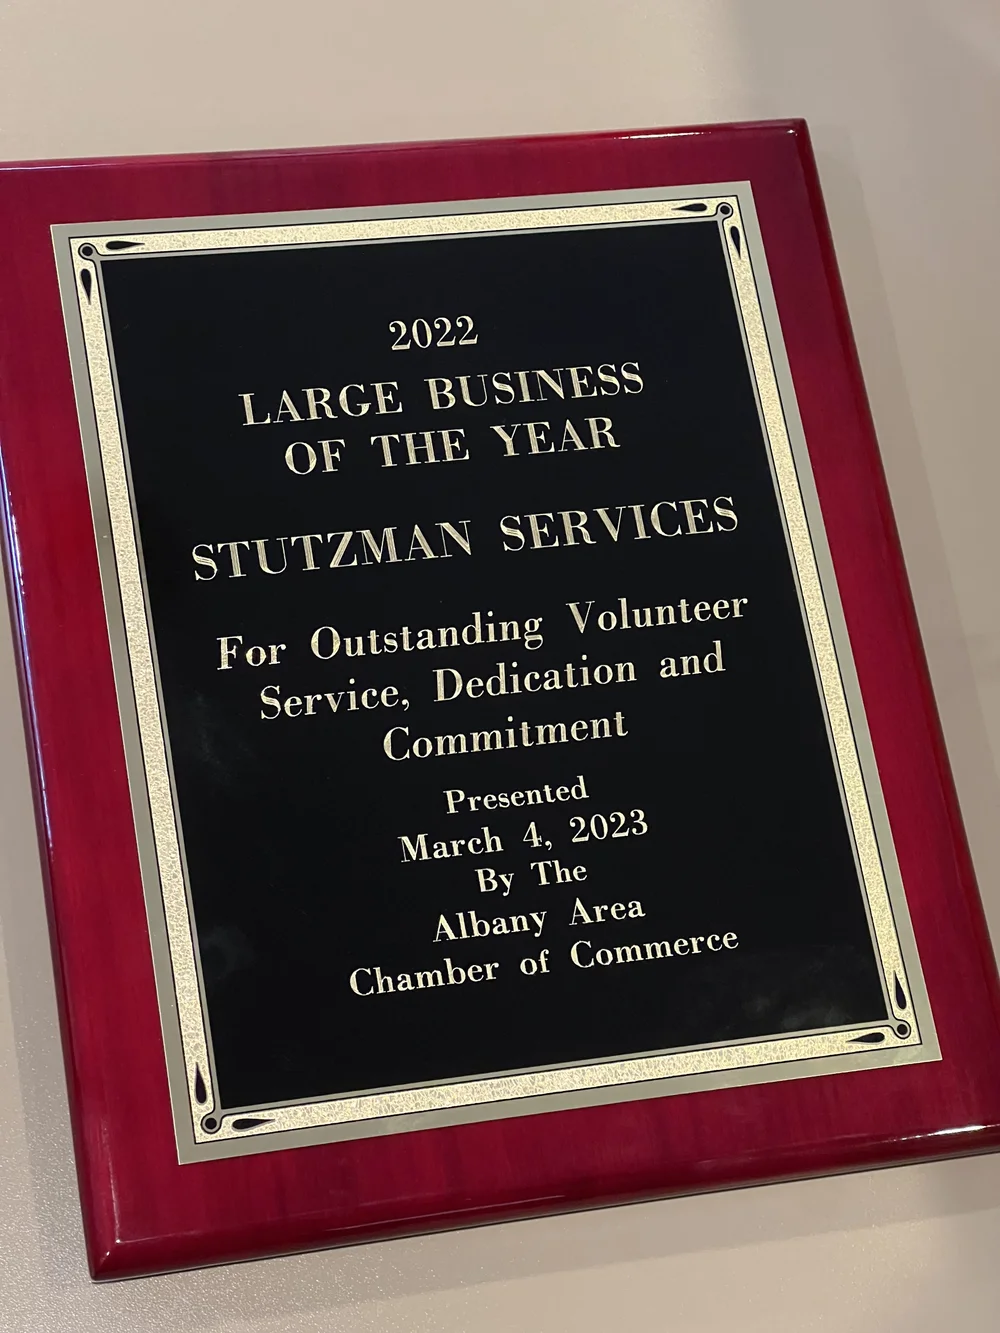 2022
LARGE BUSINESS
OF THE YEAR
STUTZMAN SERVICES
For Outstanding Volunteer
Service, Dedication and
Commitment
Presented
March 4, 2023
By The
Albany Area
Chamber of Commerce